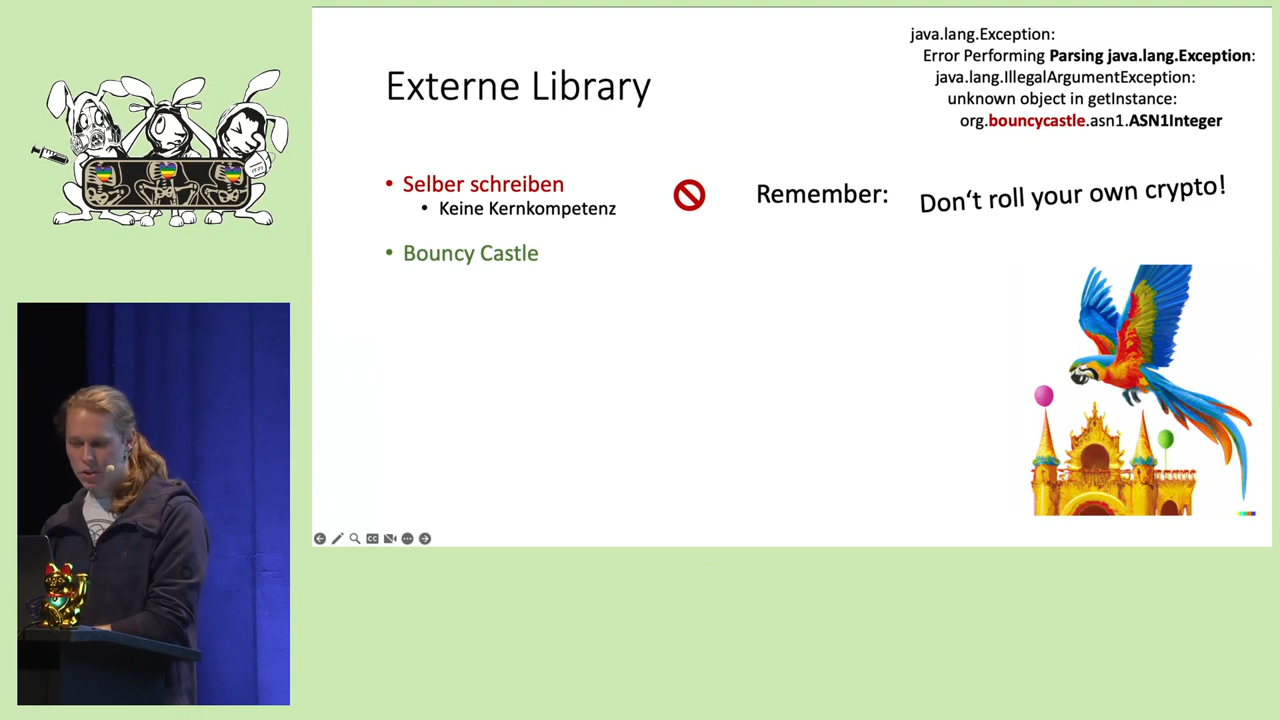 Externe Library
java.lang.Exception:
Error Performing Parsing java.lang.Exception:
java.lang.IllegalArgumentException:
unknown object in getInstance:
org.bouncycastle.asn1.ASN1Integer
• Selber schreiben
• Keine Kernkompetenz
Remember:
Don‘t roll your own crypto!
• Bouncy Castle
CC